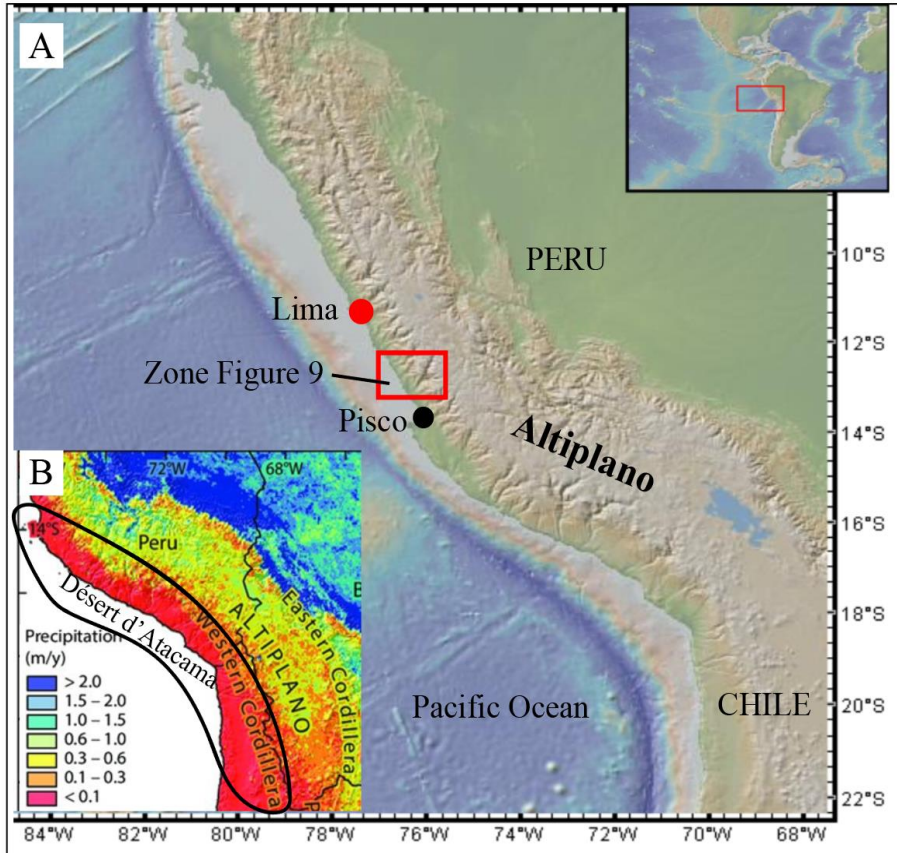 A
PERU
10°S
Lima
12°S
Zone Figure 9
Pisco
Altiplano
14°S
B
72°W 68°W
14°S
Peru
16°S
Désert d'Atacama
ALTIPLANO
Eastern Cordillera
Western Cordillera
18°S
Precipitation
(m/y)
> 2.0
1.5 – 2.0
1.0 – 1.5
0.6 – 1.0
0.3 – 0.6
0.1 – 0.3
< 0.1
Pacific Ocean
CHILE
20°S
22°S
84°W 82°W 80°W 78°W 76°W 74°W 72°W 70°W 68°W